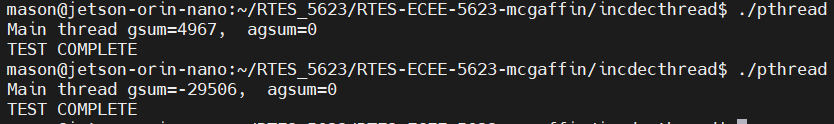 mason@jetson-orin-nano:~/RTES_5623/RTES-ECEE-5623-mcgaffin/incdecthread$ ./pthread
Main thread gsum=4967,  agsum=0
TEST COMPLETE
mason@jetson-orin-nano:~/RTES_5623/RTES-ECEE-5623-mcgaffin/incdecthread$ ./pthread
Main thread gsum=-29506,  agsum=0
TEST COMPLETE